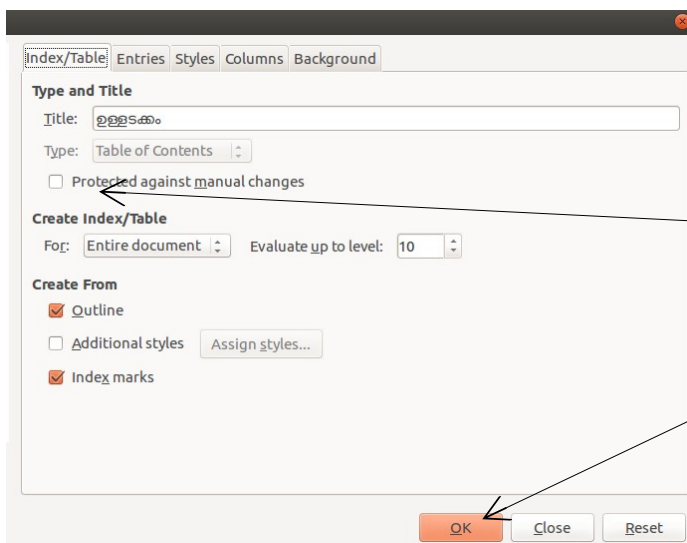 Index/Table Entries Styles Columns Background
Type and Title
Title: ഉള്ളടക്കം
Type: Table of Contents
Protected against manual changes
Create Index/Table
For: Entire document Evaluate up to level: 10
Create From
Outline
Additional styles Assign styles...
Index marks
OK Close Reset